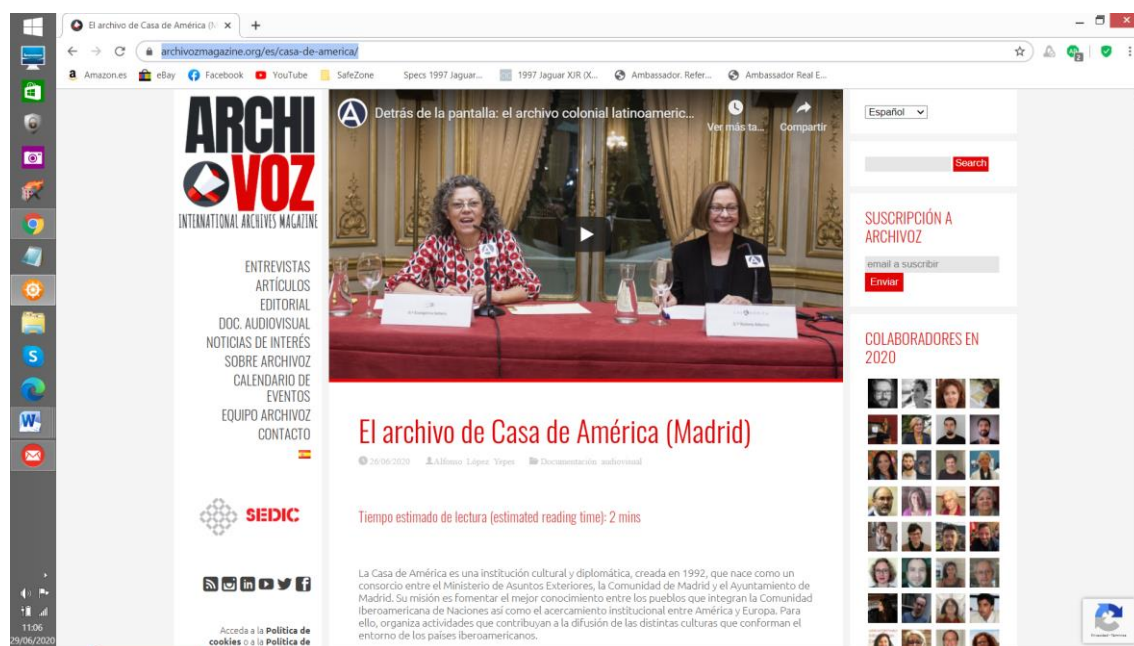 El archivo de Casa de América (M
archivozmagazine.org/es/casa-de-america/
Amazon.es eBay Facebook YouTube SafeZone Specs 1997 Jaguar... 1997 Jaguar XJR (X... Ambassador. Refer... Ambassador Real E...
ARCHI
VOZ
INTERNATIONAL ARCHIVES MAGAZINE
ENTREVISTAS
ARTÍCULOS
EDITORIAL
DOC. AUDIOVISUAL
NOTICIAS DE INTERÉS
SOBRE ARCHIVOZ
CALENDARIO DE
EVENTOS
EQUIPO ARCHIVOZ
CONTACTO
SEDIC
Acceda a la Política de
cookies o a la Política de
Detrás de la pantalla: el archivo colonial latinoameric...
Ver más ta...
Compartir
El archivo de Casa de América (Madrid)
26/06/2020 Alfonso López Yepes Documentación audiovisual
Tiempo estimado de lectura (estimated reading time): 2 mins
La Casa de América es una institución cultural y diplomática, creada en 1992, que nace como un
consorcio entre el Ministerio de Asuntos Exteriores, la Comunidad de Madrid y el Ayuntamiento de
Madrid. Su misión es fomentar el mejor conocimiento entre los pueblos que integran la Comunidad
Iberoamericana de Naciones así como el acercamiento institucional entre América y Europa. Para
ello, organiza actividades que contribuyan a la difusión de las distintas culturas que conforman el
entorno de los países iberoamericanos.
Español
Search
SUSCRIPCIÓN A
ARCHIVOZ
email a suscribir
Enviar
COLABORADORES EN
2020
11:06
29/06/2020